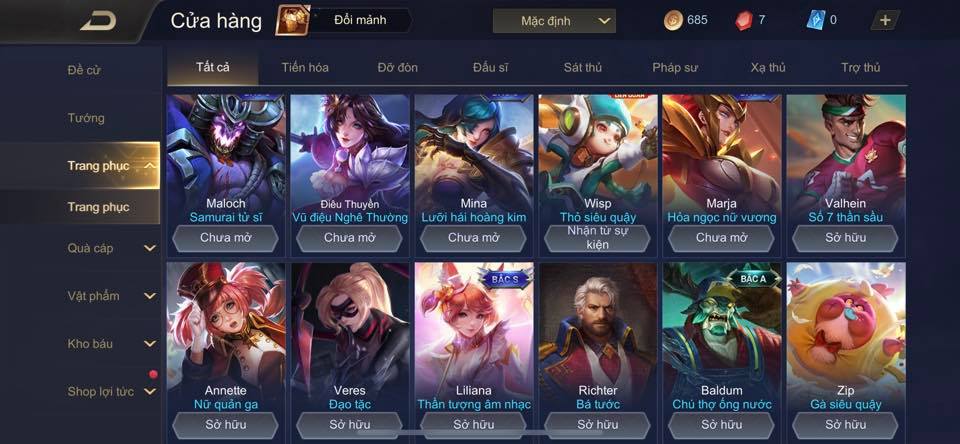 Cửa hàng
Đổi mảnh
Mặc định
685
7
0
Đề cử
Tướng
Trang phục
Trang phục
Quà cáp
Vật phẩm
Kho báu
Shop lợi tức
Tất cả
Tiến hóa
Đỡ đòn
Đấu sĩ
Sát thủ
Pháp sư
Xạ thủ
Trợ thủ
Maloch
Samurai tử sĩ
Chưa mở
Điêu Thuyền
Vũ điệu Nghê Thường
Chưa mở
Mina
Lưỡi hái hoàng kim
Chưa mở
Wisp
Thỏ siêu quậy
Nhận từ sự
kiện
Marja
Hỏa ngọc nữ vương
Chưa mở
Valhein
Số 7 thần sầu
Sở hữu
Annette
Nữ quản ga
Sở hữu
Veres
Đạo tặc
Sở hữu
BẬC S
Liliana
Thần tượng âm nhạc
Sở hữu
Richter
Bá tước
Sở hữu
BẬC A
Baldum
Chú thợ ống nước
Sở hữu
Zip
Gà siêu quậy
Sở hữu